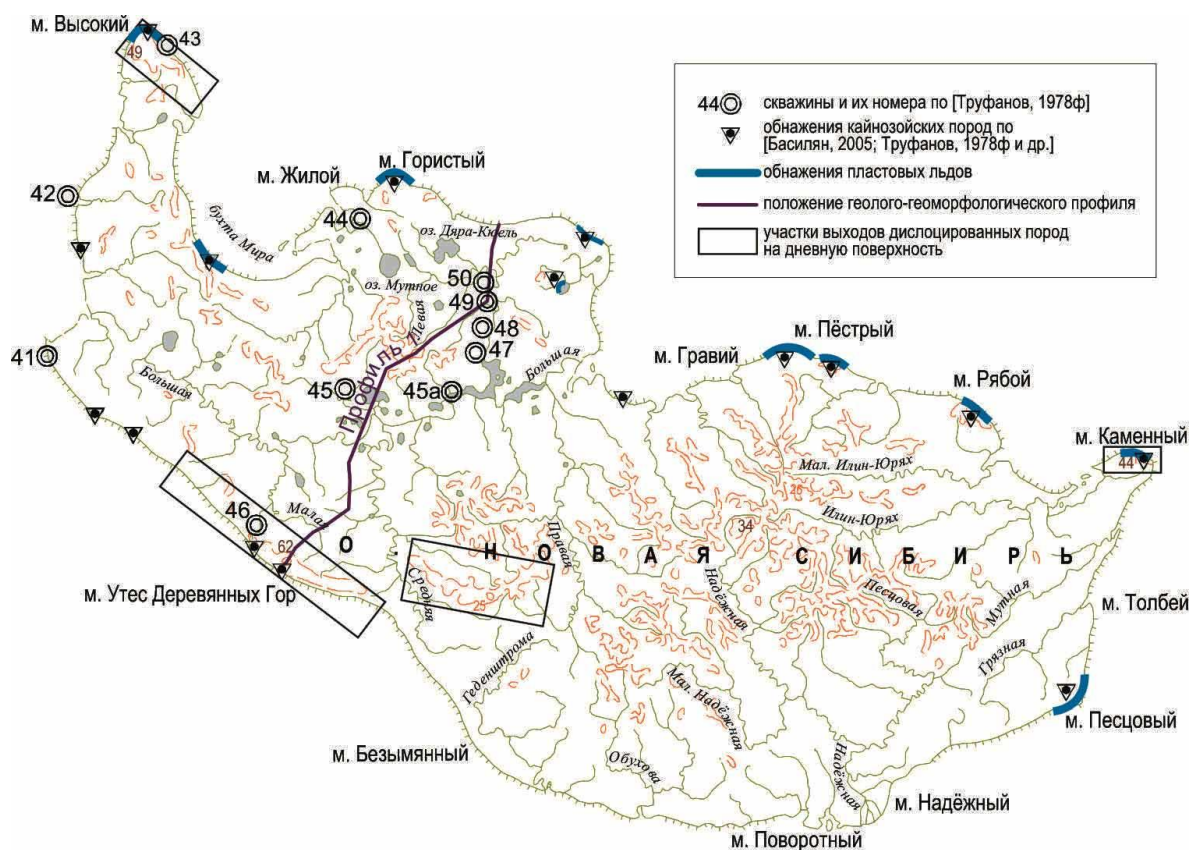 м. Высокий
43
49
м. Гористый
м. Жилой
42
44
бухта Мира
оз. Дяра-Кюель
50
оз. Мутное
49
Левая
48
47
41
Большая
Профиль 1
45
45а
Большая
м. Гравий
м. Пёстрый
м. Рябой
м. Каменный
44
Мал. Илин-Юрях
26
Илин-Юрях
34
46
Малая
62
О. НОВАЯ СИБИРЬ
Правая
м. Утес Деревянных Гор
Средняя
25
Надёжная
Песцовая
Мутная
м. Толбей
Грязная
Геденштрома
Мал. Надёжная
м. Песцовый
м. Безымянный
Обухова
Надёжная
м. Надёжный
м. Поворотный
44 скважины и их номера по [Труфанов, 1978ф]
обнажения кайнозойских пород по
[Басилян, 2005; Труфанов, 1978ф и др.]
обнажения пластовых льдов
положение геолого-геоморфологического профиля
участки выходов дислоцированных пород
на дневную поверхность